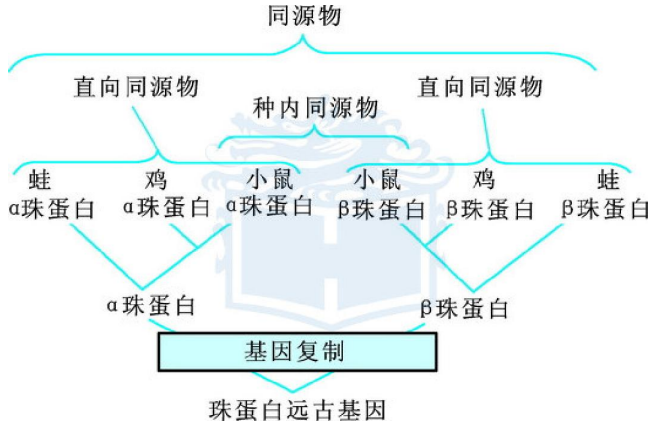 同源物
直向同源物
直向同源物
种内同源物
蛙 鸡 小鼠 小鼠 鸡 蛙
α珠蛋白 α珠蛋白 α珠蛋白 β珠蛋白 β珠蛋白 β珠蛋白
α珠蛋白 β珠蛋白
基因复制
珠蛋白远古基因